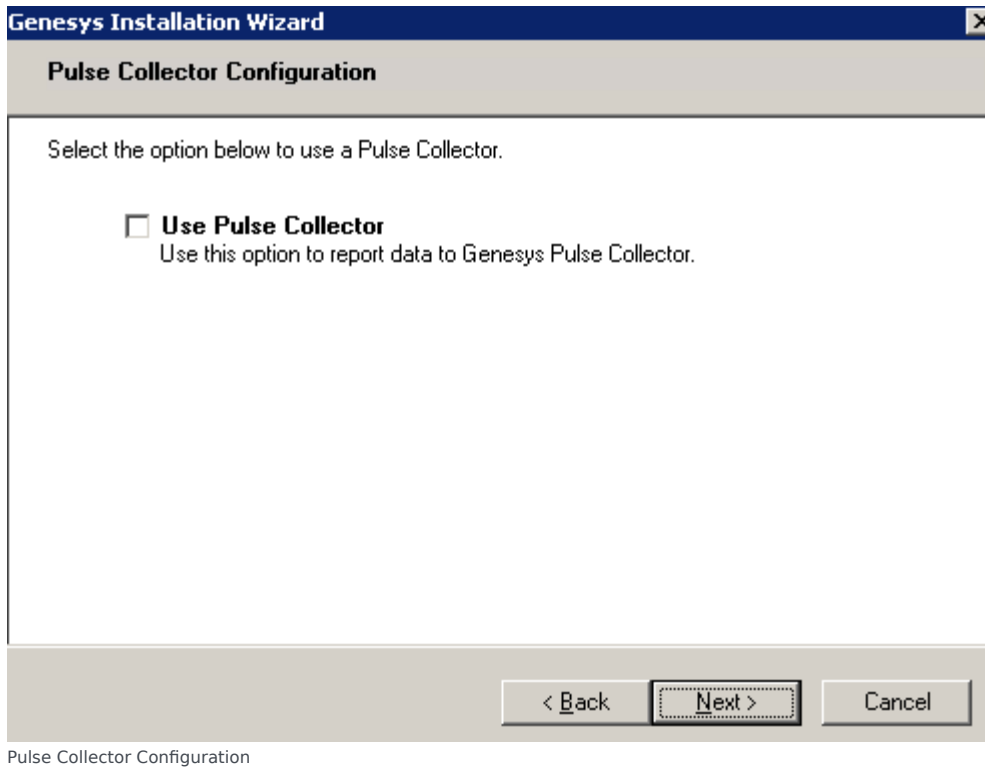 Genesys Installation Wizard
Pulse Collector Configuration
Select the option below to use a Pulse Collector.
Use Pulse Collector
Use this option to report data to Genesys Pulse Collector.
< Back Next > Cancel
Pulse Collector Configuration